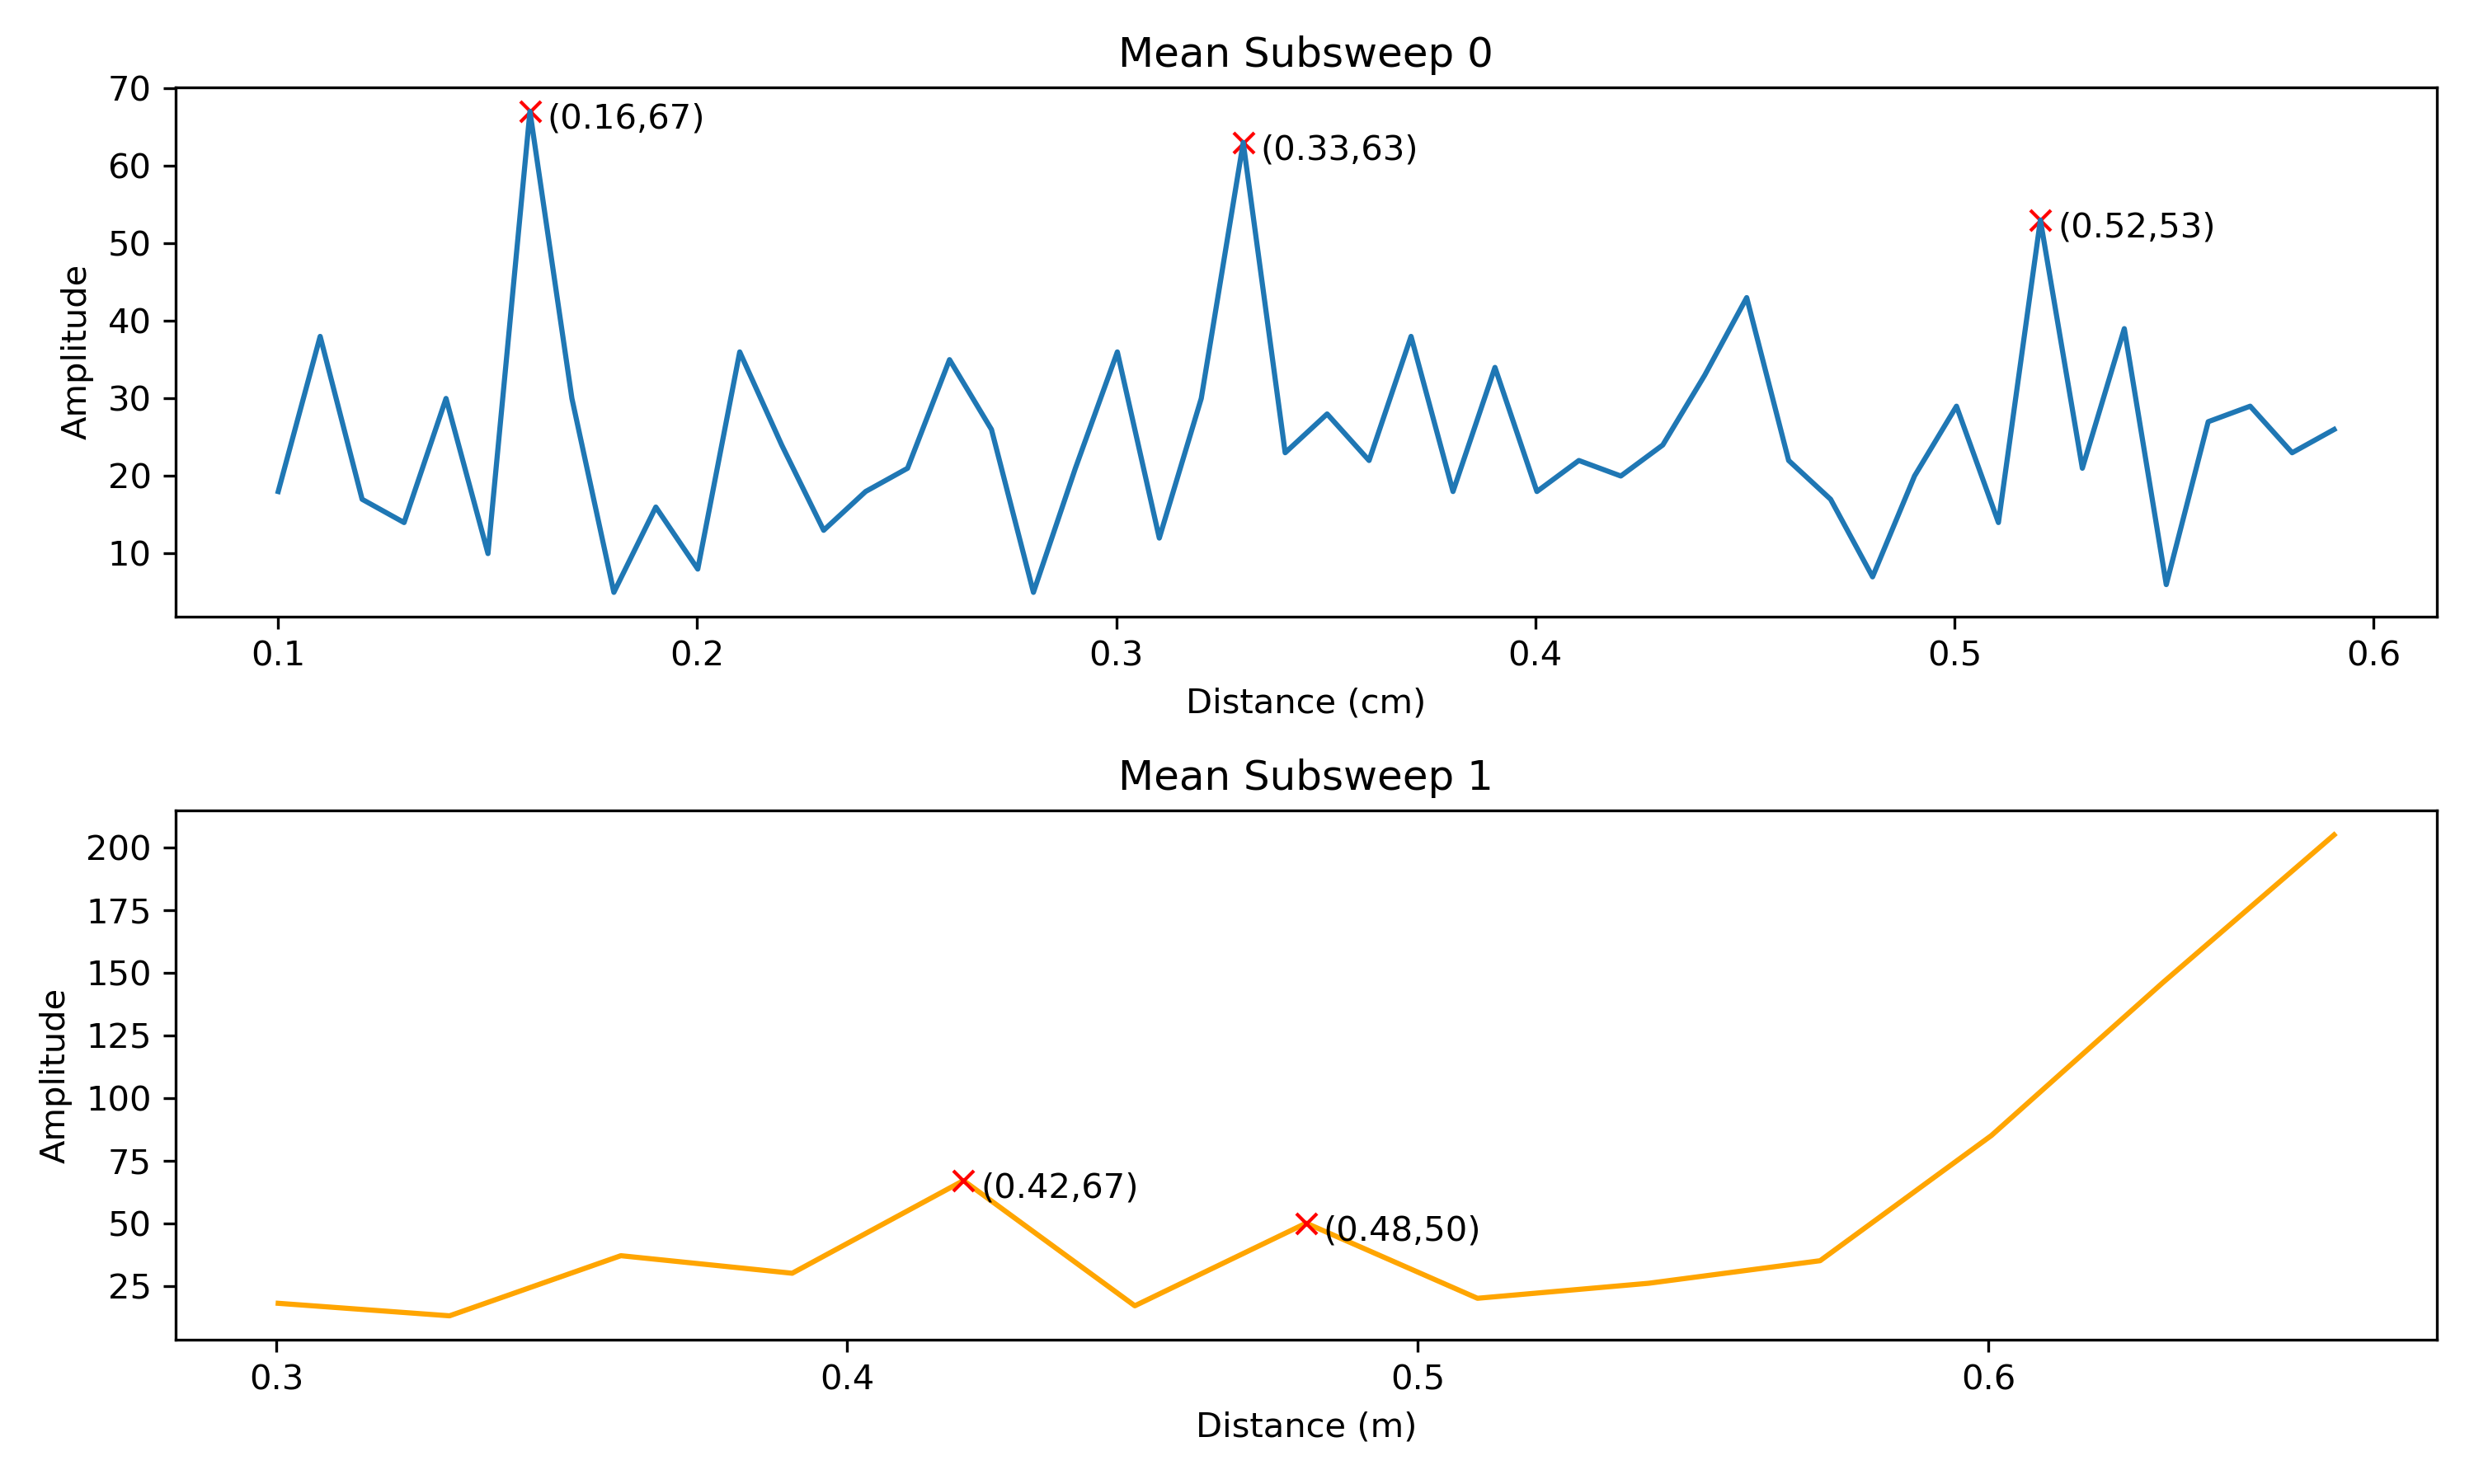 Mean Subsweep 0
70
60
50
40
30
20
10
Amplitude
(0.16,67)
(0.33,63)
(0.52,53)
0.1 0.2 0.3 0.4 0.5 0.6
Distance (cm)
Mean Subsweep 1
200
175
150
125
100
75
50
25
Amplitude
(0.42,67)
(0.48,50)
0.3 0.4 0.5 0.6
Distance (m)